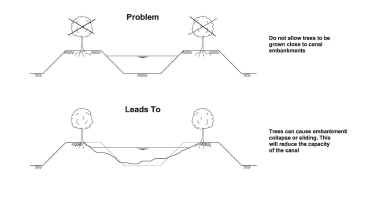 Problem
Do not allow trees to be
grown close to canal
embankments
Leads To
Trees can cause embankment
collapse or sliding. This
will reduce the capacity
of the canal